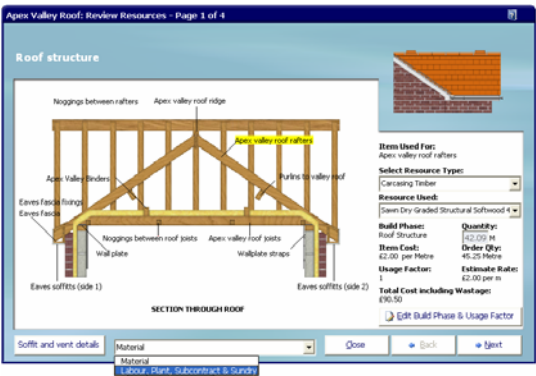 Apex Valley Roof: Review Resources - Page 1 of 4
Roof structure
Noggings between rafters
Apex valley roof ridge
Apex valley roof rafters
Apex Valley Binders
Purlins to valley roof
Eaves fascia fixings
Eaves fascia
Noggings between roof joists
Apex valley roof joists
Wall plate
Wallplate straps
Eaves soffitts (side 1)
Eaves soffitts (side 2)
SECTION THROUGH ROOF
Item Used For:
Apex valley roof rafters
Select Resource Type:
Carcasing Timber
Resource Used:
Sawn Dry-Graded Structural Softwood 4
Build Phase:
Quantity:
Roof Structure
42.09 M
Item Cost:
Order Qty:
£2.00 per Metre
45.25 Metre
Usage Factor:
Estimate Rate:
1
£2.00 per m
Total Cost including Wastage:
£90.50
Edit Build Phase & Usage Factor
Soffit and vent details
Material
Close
Back
Next
Material
Labour, Plant, Subcontract & Sundry